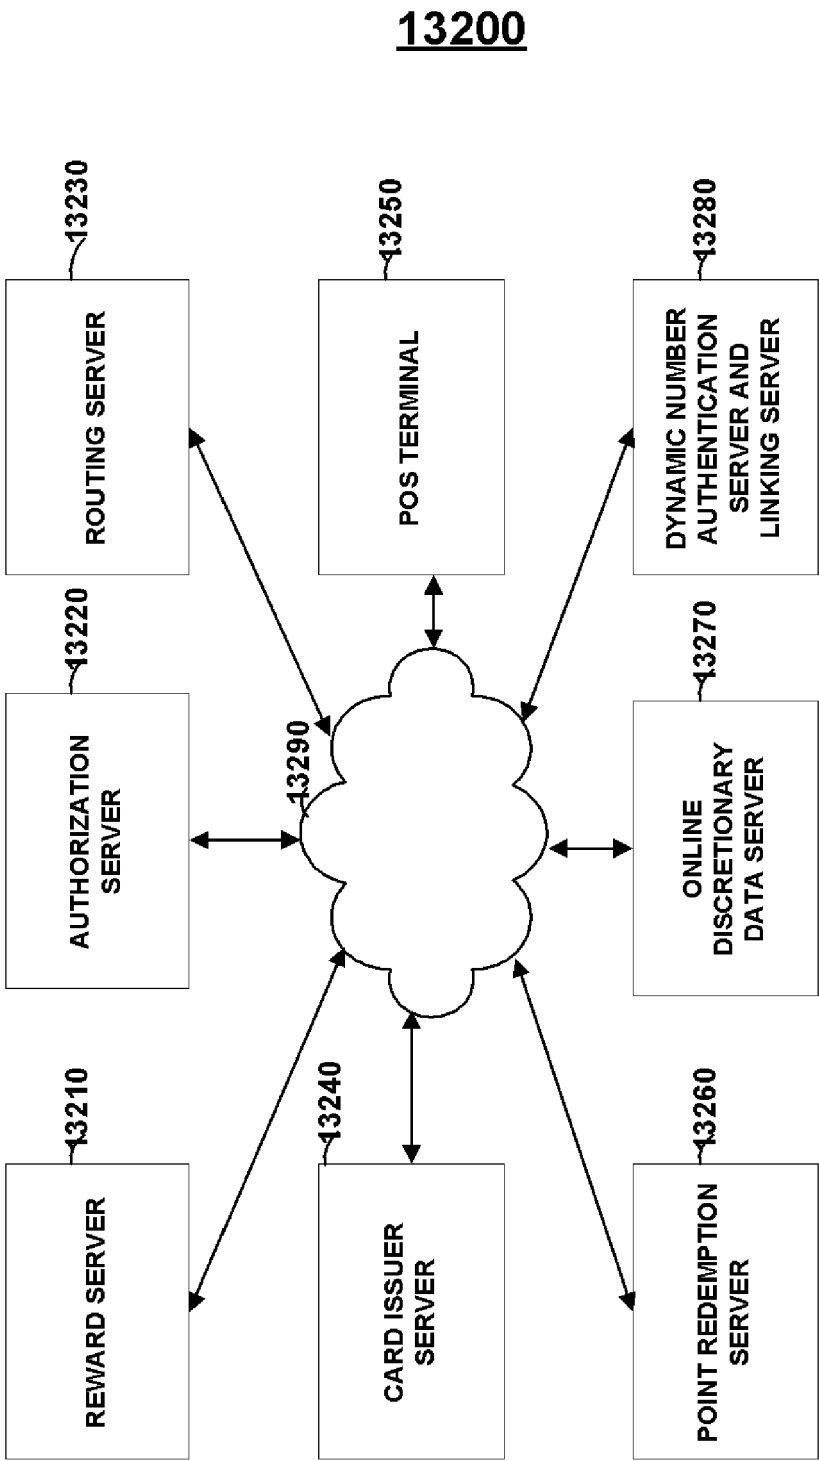 13200
13210
REWARD SERVER
13220
AUTHORIZATION
SERVER
13230
ROUTING SERVER
13240
CARD ISSUER
SERVER
13290
13250
POS TERMINAL
13260
POINT REDEMPTION
SERVER
13270
ONLINE
DISCRETIONARY
DATA SERVER
13280
DYNAMIC NUMBER
AUTHENTICATION
SERVER AND
LINKING SERVER